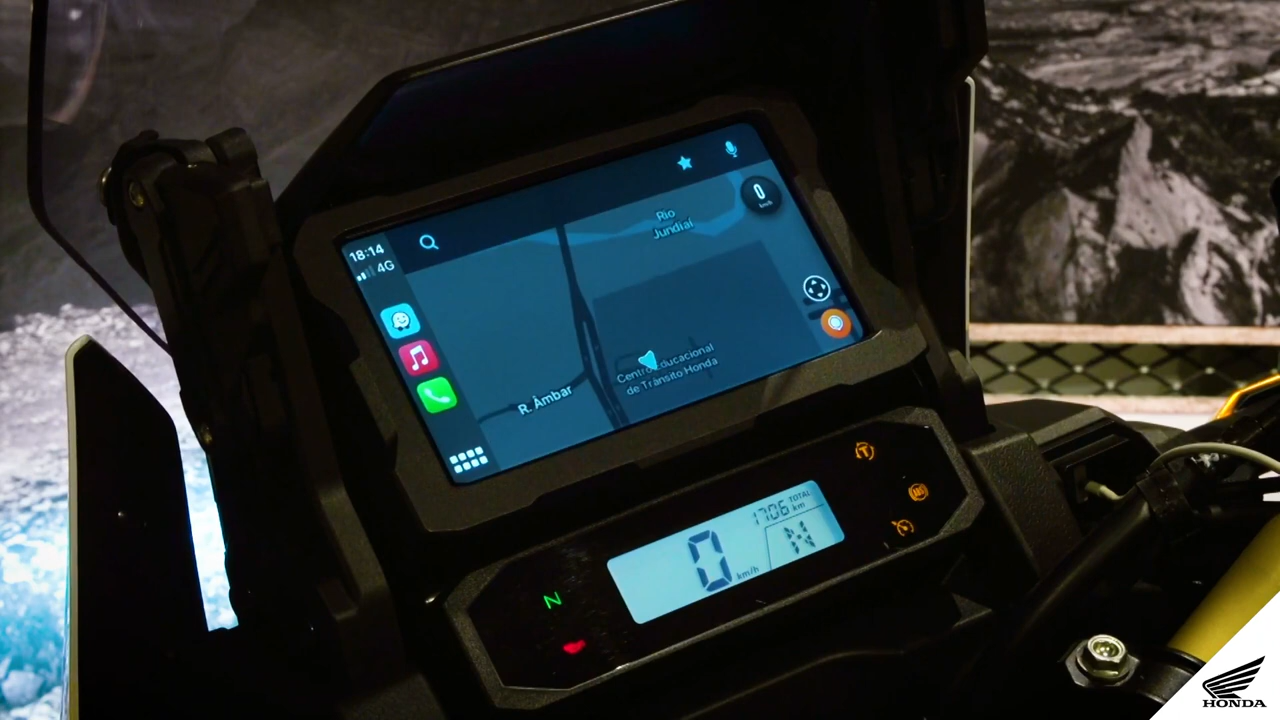 18:14
4G
0
km/h
Rio
Jundiaí
Centro Educacional
de Trânsito Honda
R. Âmbar
1706 TOTAL
km
0 km/h
N
N
T
ABS
HONDA